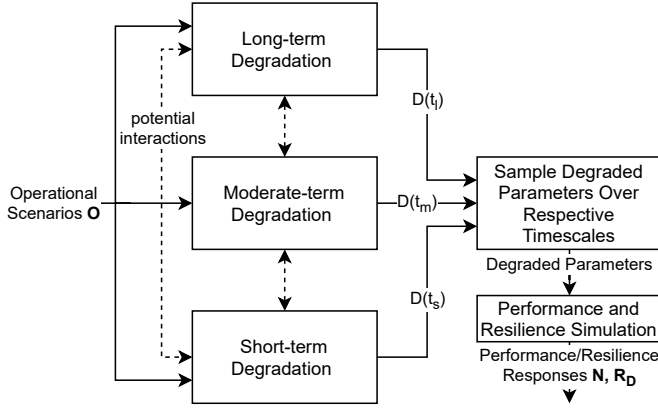 Long-term
Degradation
potential
interactions
D(t_l)
Operational
Scenarios O
Moderate-term
Degradation
D(t_m)
Sample Degraded
Parameters Over
Respective
Timescales
Degraded Parameters
D(t_s)
Short-term
Degradation
Performance and
Resilience Simulation
Performance/Resilience
Responses N, R_D